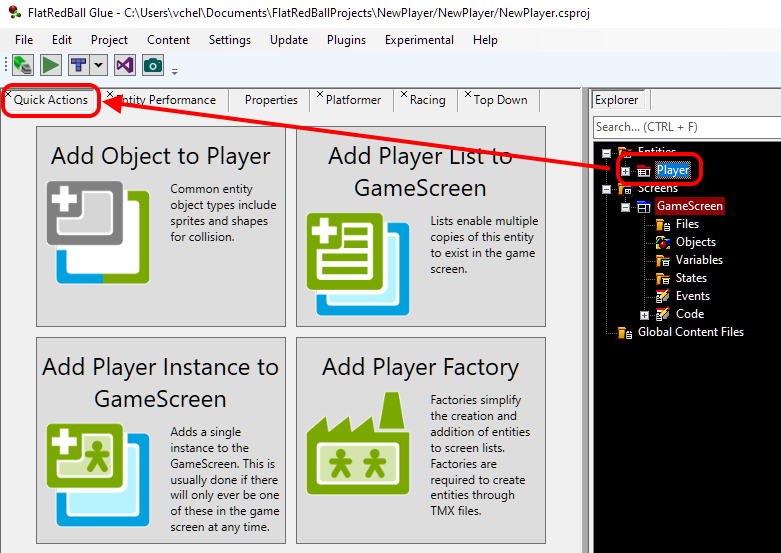 FlatRedBall Glue - C:\Users\vchel\Documents\FlatRedBallProjects\NewPlayer/NewPlayer/NewPlayer.csproj
File Edit Project Content Settings Update Plugins Experimental Help
Quick Actions Entity Performance Properties Platformer Racing Top Down
Add Object to Player
Common entity
object types include
sprites and shapes
for collision.
Add Player List to
GameScreen
Lists enable multiple
copies of this entity
to exist in the game
screen.
Add Player Instance to
GameScreen
Adds a single
instance to the
GameScreen. This is
usually done if there
will only ever be one
of these in the game
screen at any time.
Add Player Factory
Factories simplify
the creation and
addition of entities
to screen lists.
Factories are
required to create
entities through
TMX files.
Explorer
Search... (CTRL + F)
Entities
Player
Screens
GameScreen
Files
Objects
Variables
States
Events
Code
Global Content Files